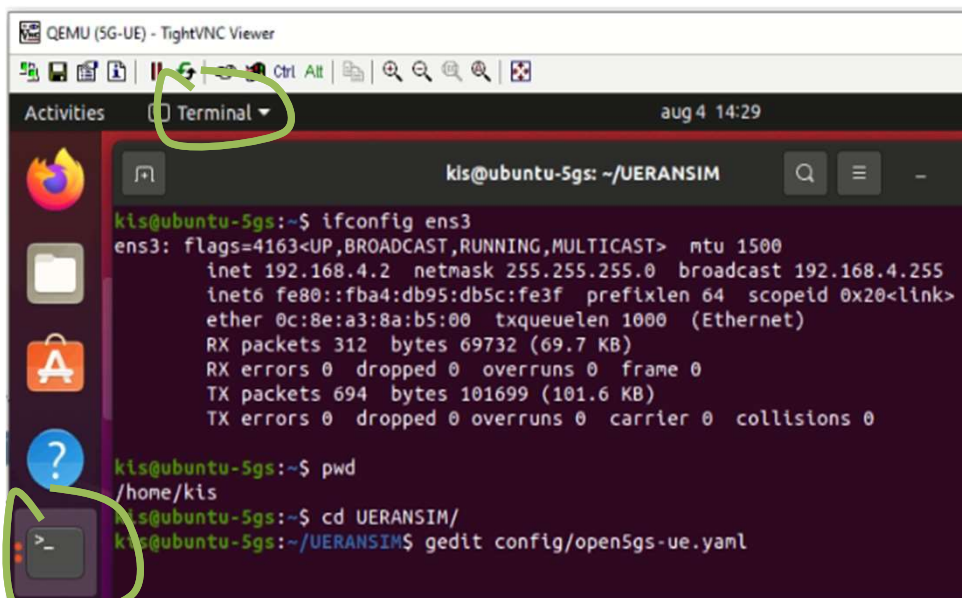 QEMU (5G-UE) - TightVNC Viewer
Ctrl Alt
Activities Terminal aug 4 14:29
kis@ubuntu-5gs: ~/UERANSIM
kis@ubuntu-5gs:~$ ifconfig ens3
ens3: flags=4163<UP,BROADCAST,RUNNING,MULTICAST>  mtu 1500
inet 192.168.4.2  netmask 255.255.255.0  broadcast 192.168.4.255
inet6 fe80::fba4:db95:db5c:fe3f  prefixlen 64  scopeid 0x20<link>
ether 0c:8e:a3:8a:b5:00  txqueuelen 1000  (Ethernet)
RX packets 312  bytes 69732 (69.7 KB)
RX errors 0  dropped 0  overruns 0  frame 0
TX packets 694  bytes 101699 (101.6 KB)
TX errors 0  dropped 0 overruns 0  carrier 0  collisions 0
kis@ubuntu-5gs:~$ pwd
/home/kis
kis@ubuntu-5gs:~$ cd UERANSIM/
kis@ubuntu-5gs:~/UERANSIM$ gedit config/open5gs-ue.yaml